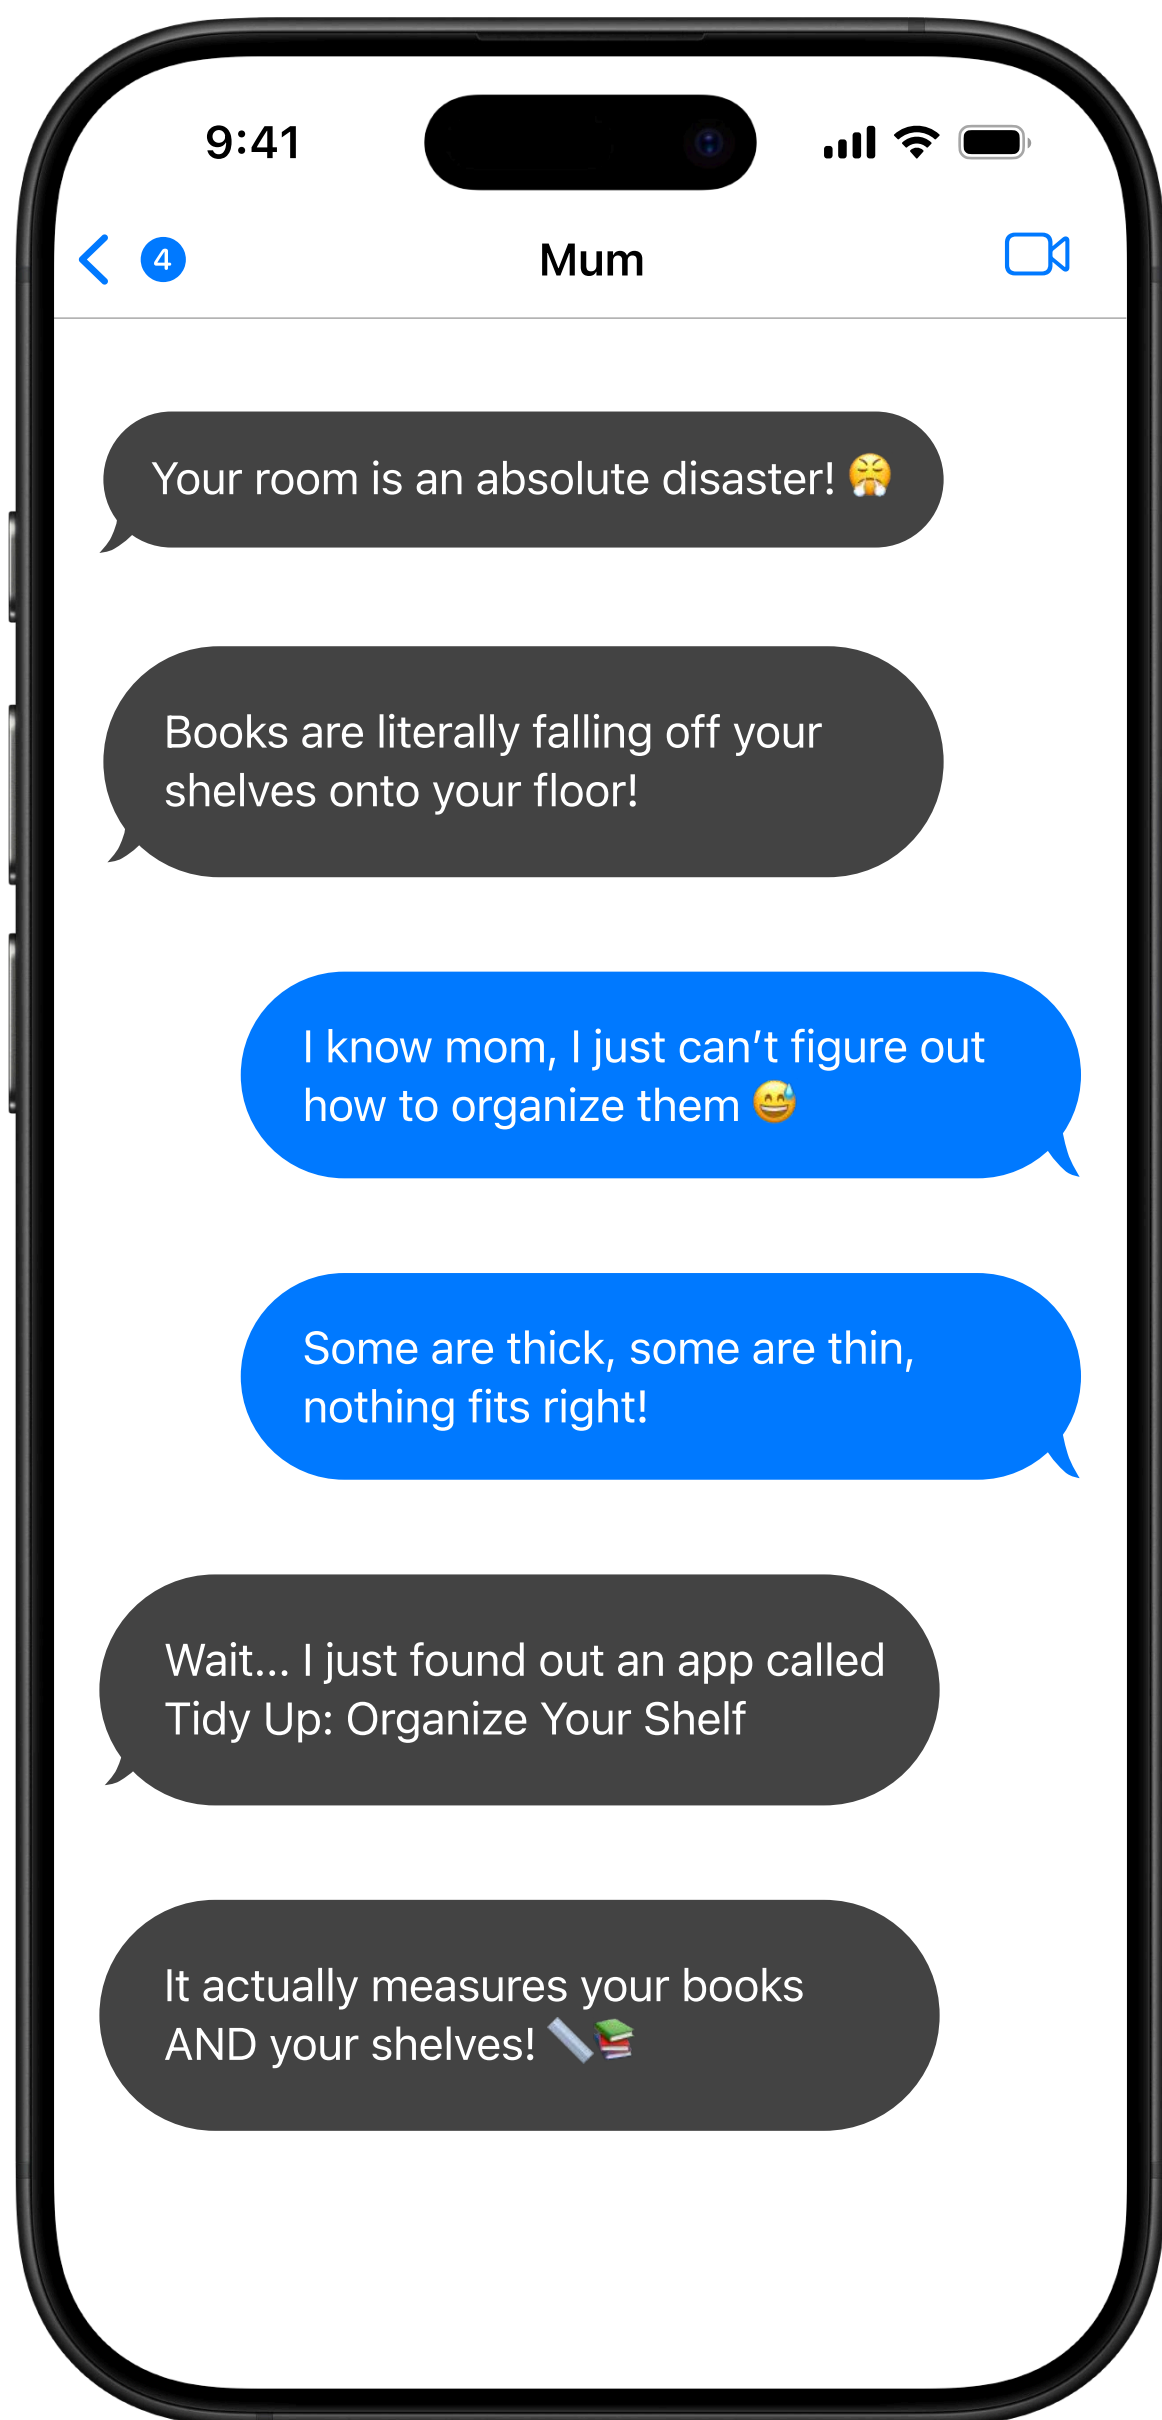 9:41
4
Mum
Your room is an absolute disaster! 😤
Books are literally falling off your
shelves onto your floor!
I know mom, I just can’t figure out
how to organize them 😅
Some are thick, some are thin,
nothing fits right!
Wait... I just found out an app called
Tidy Up: Organize Your Shelf
It actually measures your books
AND your shelves! 📏📚